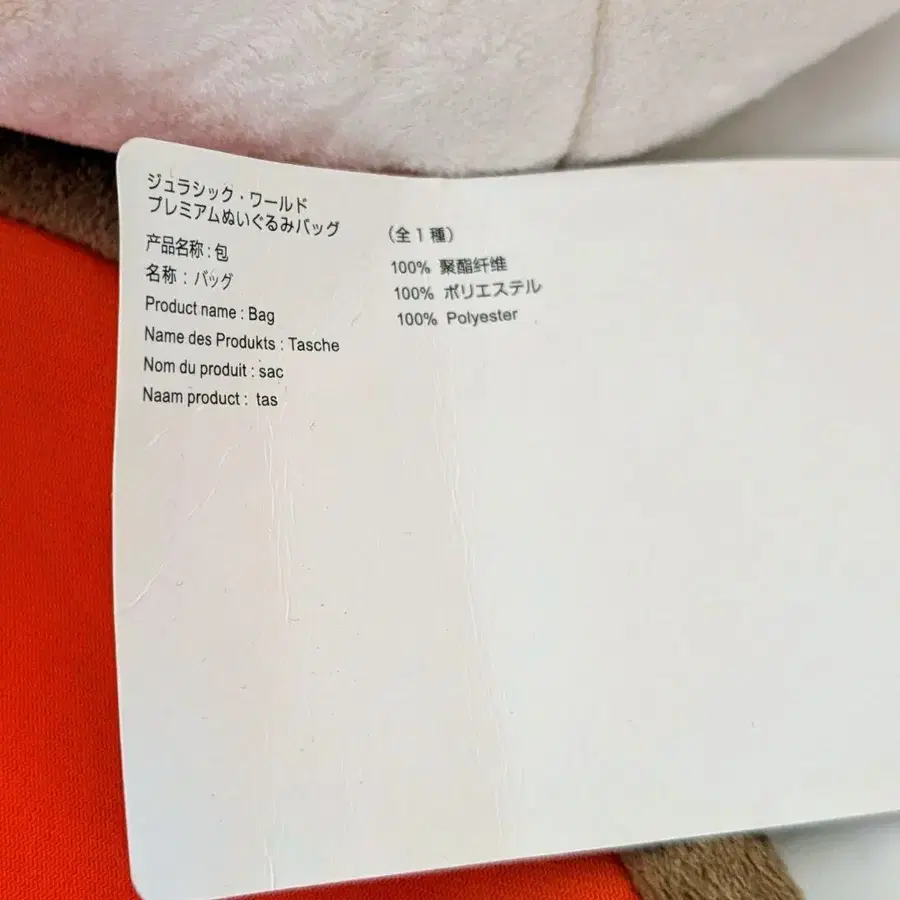 ジュラシック・ワールド
プレミアムぬいぐるみバッグ
产品名称 : 包
名称 : バッグ
Product name : Bag
Name des Produkts : Tasche
Nom du produit : sac
Naam product : tas
（全1種）
100% 聚酯纤维
100% ポリエステル
100% Polyester